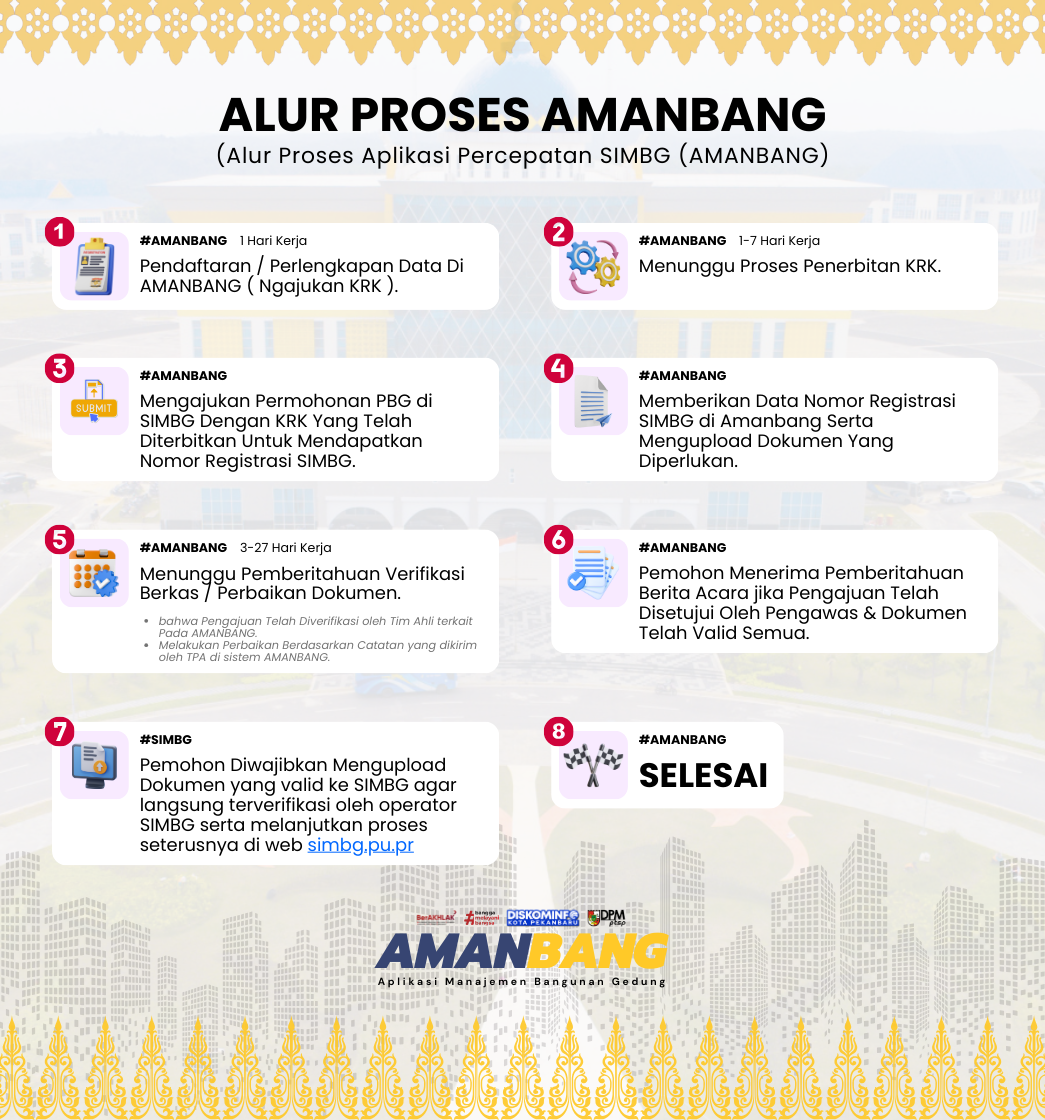 ALUR PROSES AMANBANG
(Alur Proses Aplikasi Percepatan SIMBG (AMANBANG)
1
#AMANBANG 1 Hari Kerja
Pendaftaran / Perlengkapan Data Di
AMANBANG ( Ngajukan KRK ).
2
#AMANBANG 1-7 Hari Kerja
Menunggu Proses Penerbitan KRK.
3
SUBMIT
#AMANBANG
Mengajukan Permohonan PBG di
SIMBG Dengan KRK Yang Telah
Diterbitkan Untuk Mendapatkan
Nomor Registrasi SIMBG.
4
#AMANBANG
Memberikan Data Nomor Registrasi
SIMBG di Amanbang Serta
Mengupload Dokumen Yang
Diperlukan.
5
#AMANBANG 3-27 Hari Kerja
Menunggu Pemberitahuan Verifikasi
Berkas / Perbaikan Dokumen.
• bahwa Pengajuan Telah Diverifikasi oleh Tim Ahli terkait
Pada AMANBANG.
• Melakukan Perbaikan Berdasarkan Catatan yang dikirim
oleh TPA di sistem AMANBANG.
6
#AMANBANG
Pemohon Menerima Pemberitahuan
Berita Acara jika Pengajuan Telah
Disetujui Oleh Pengawas & Dokumen
Telah Valid Semua.
7
#SIMBG
Pemohon Diwajibkan Mengupload
Dokumen yang valid ke SIMBG agar
langsung terverifikasi oleh operator
SIMBG serta melanjutkan proses
seterusnya di web simbg.pu.pr
8
#AMANBANG
SELESAI
BerAKHLAK
#bangga
melayani
bangsa
DISKOMINFO
KOTA PEKANBARU
DPM
ptsp
AMANBANG
Aplikasi Manajemen Bangunan Gedung